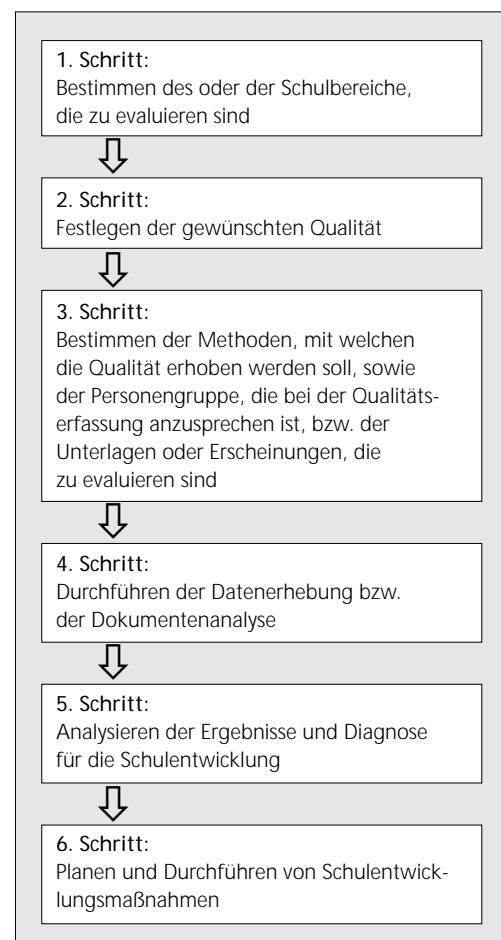 1. Schritt:
Bestimmen des oder der Schulbereiche,
die zu evaluieren sind
2. Schritt:
Festlegen der gewünschten Qualität
3. Schritt:
Bestimmen der Methoden, mit welchen
die Qualität erhoben werden soll, sowie
der Personengruppe, die bei der Qualitäts-
erfassung anzusprechen ist, bzw. der
Unterlagen oder Erscheinungen, die
zu evaluieren sind
4. Schritt:
Durchführen der Datenerhebung bzw.
der Dokumentenanalyse
5. Schritt:
Analysieren der Ergebnisse und Diagnose
für die Schulentwicklung
6. Schritt:
Planen und Durchführen von Schulentwick-
lungsmaßnahmen